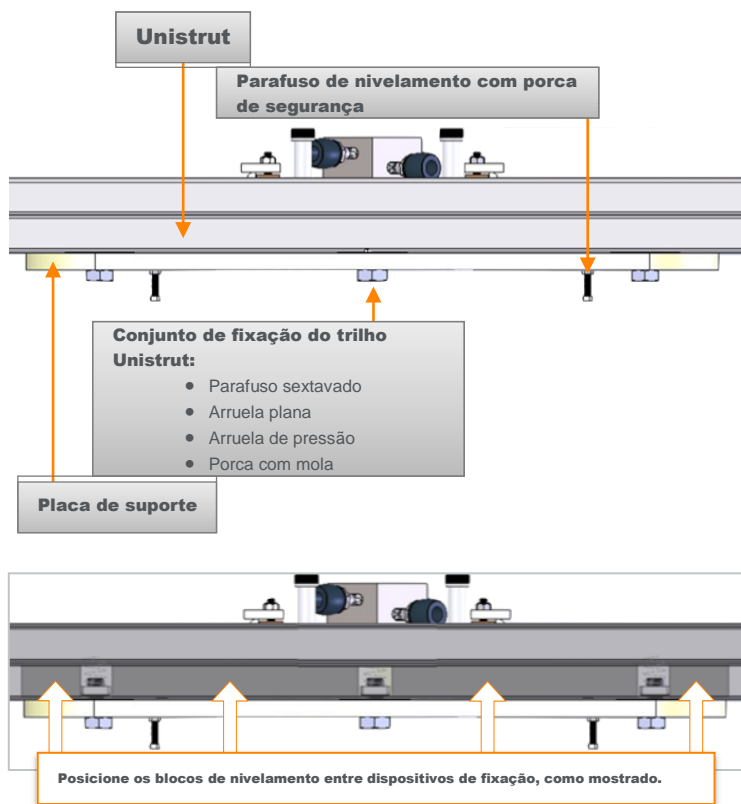 Unistrut
Parafuso de nivelamento com porca
de segurança
Conjunto de fixação do trilho
Unistrut:
• Parafuso sextavado
• Arruela plana
• Arruela de pressão
• Porca com mola
Placa de suporte
Posicione os blocos de nivelamento entre dispositivos de fixação, como mostrado.